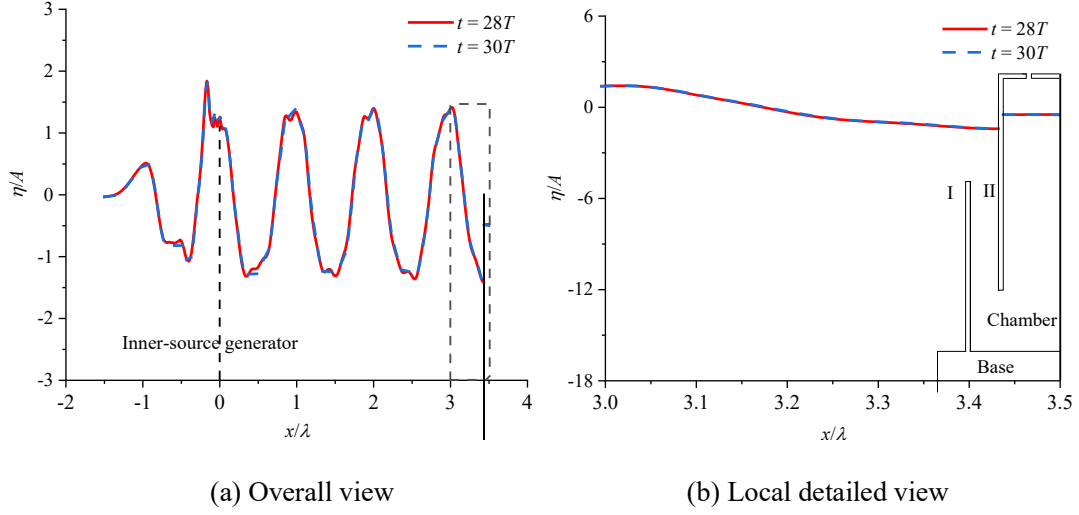 t = 28T
t = 30T
3
2
1
0
-1
-2
-3
η/A
Inner-source generator
-2
-1
0
1
2
3
4
x/λ
(a) Overall view
t = 28T
t = 30T
6
0
-6
-12
-18
η/A
I
II
Chamber
Base
3.0
3.1
3.2
3.3
3.4
3.5
x/λ
(b) Local detailed view